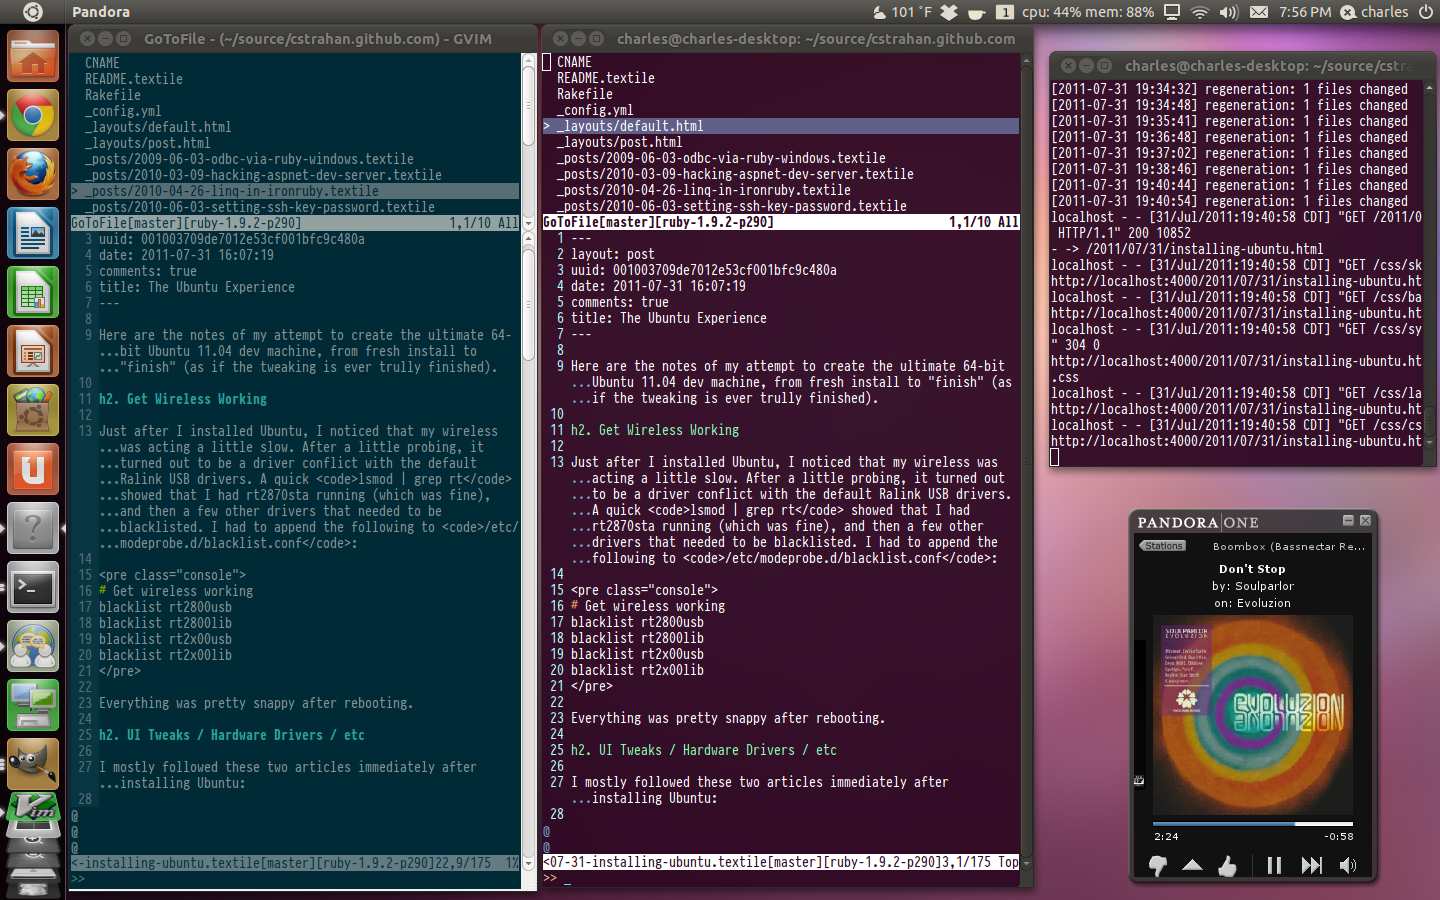 Pandora
101 °F
1
cpu: 44% mem: 88%
7:56 PM
charles
GoToFile - (~/source/cstrahan.github.com) - GVIM
CNAME
README.textile
Rakefile
_config.yml
_layouts/default.html
_layouts/post.html
_posts/2009-06-03-odbc-via-ruby-windows.textile
_posts/2010-03-09-hacking-aspnet-dev-server.textile
> _posts/2010-04-26-linq-in-ironruby.textile
_posts/2010-06-03-setting-ssh-key-password.textile
GoToFile[master][ruby-1.9.2-p290] 1,1/10 All
3 uuid: 001003709de7012e53cf001bfc9c480a
4 date: 2011-07-31 16:07:19
5 comments: true
6 title: The Ubuntu Experience
7 ---
8
9 Here are the notes of my attempt to create the ultimate 64-
...bit Ubuntu 11.04 dev machine, from fresh install to
..."finish" (as if the tweaking is ever trully finished).
10
11 h2. Get Wireless Working
12
13 Just after I installed Ubuntu, I noticed that my wireless
...was acting a little slow. After a little probing, it
...turned out to be a driver conflict with the default
...Ralink USB drivers. A quick <code>lsmod | grep rt</code>
...showed that I had rt2870sta running (which was fine),
...and then a few other drivers that needed to be
...blacklisted. I had to append the following to <code>/etc/
...modeprobe.d/blacklist.conf</code>:
14
15 <pre class="console">
16 # Get wireless working
17 blacklist rt2800usb
18 blacklist rt2800lib
19 blacklist rt2x00usb
20 blacklist rt2x00lib
21 </pre>
22
23 Everything was pretty snappy after rebooting.
24
25 h2. UI Tweaks / Hardware Drivers / etc
26
27 I mostly followed these two articles immediately after
...installing Ubuntu:
28
@
@
@
<-installing-ubuntu.textile[master][ruby-1.9.2-p290]22,9/175 1%
>>
charles@charles-desktop: ~/source/cstrahan.github.com
CNAME
README.textile
Rakefile
_config.yml
> _layouts/default.html
_layouts/post.html
_posts/2009-06-03-odbc-via-ruby-windows.textile
_posts/2010-03-09-hacking-aspnet-dev-server.textile
_posts/2010-04-26-linq-in-ironruby.textile
_posts/2010-06-03-setting-ssh-key-password.textile
GoToFile[master][ruby-1.9.2-p290] 1,1/10 All
1 ---
2 layout: post
3 uuid: 001003709de7012e53cf001bfc9c480a
4 date: 2011-07-31 16:07:19
5 comments: true
6 title: The Ubuntu Experience
7 ---
8
9 Here are the notes of my attempt to create the ultimate 64-bit
...Ubuntu 11.04 dev machine, from fresh install to "finish" (as
...if the tweaking is ever trully finished).
10
11 h2. Get Wireless Working
12
13 Just after I installed Ubuntu, I noticed that my wireless was
...acting a little slow. After a little probing, it turned out
...to be a driver conflict with the default Ralink USB drivers.
...A quick <code>lsmod | grep rt</code> showed that I had
...rt2870sta running (which was fine), and then a few other
...drivers that needed to be blacklisted. I had to append the
...following to <code>/etc/modeprobe.d/blacklist.conf</code>:
14
15 <pre class="console">
16 # Get wireless working
17 blacklist rt2800usb
18 blacklist rt2800lib
19 blacklist rt2x00usb
20 blacklist rt2x00lib
21 </pre>
22
23 Everything was pretty snappy after rebooting.
24
25 h2. UI Tweaks / Hardware Drivers / etc
26
27 I mostly followed these two articles immediately after
...installing Ubuntu:
28
@
@
<07-31-installing-ubuntu.textile[master][ruby-1.9.2-p290]3,1/175 Top
>> _
charles@charles-desktop: ~/source/cstra
[2011-07-31 19:34:32] regeneration: 1 files changed
[2011-07-31 19:34:48] regeneration: 1 files changed
[2011-07-31 19:35:41] regeneration: 1 files changed
[2011-07-31 19:36:48] regeneration: 1 files changed
[2011-07-31 19:37:02] regeneration: 1 files changed
[2011-07-31 19:38:46] regeneration: 1 files changed
[2011-07-31 19:40:44] regeneration: 1 files changed
[2011-07-31 19:40:54] regeneration: 1 files changed
localhost - - [31/Jul/2011:19:40:58 CDT] "GET /2011/0
HTTP/1.1" 200 10852
- -> /2011/07/31/installing-ubuntu.html
localhost - - [31/Jul/2011:19:40:58 CDT] "GET /css/sk
http://localhost:4000/2011/07/31/installing-ubuntu.ht
localhost - - [31/Jul/2011:19:40:58 CDT] "GET /css/ba
http://localhost:4000/2011/07/31/installing-ubuntu.ht
localhost - - [31/Jul/2011:19:40:58 CDT] "GET /css/sy
" 304 0
http://localhost:4000/2011/07/31/installing-ubuntu.ht
.css
localhost - - [31/Jul/2011:19:40:58 CDT] "GET /css/la
http://localhost:4000/2011/07/31/installing-ubuntu.ht
localhost - - [31/Jul/2011:19:40:58 CDT] "GET /css/cs
http://localhost:4000/2011/07/31/installing-ubuntu.ht
PANDORA ONE
Stations
Boombox (Bassnectar Re...
Don't Stop
by: Soulparlor
on: Evoluzion
SOULPARLOR
EVOLUZION
EVOLUZION
2:24
-0:58
Vim